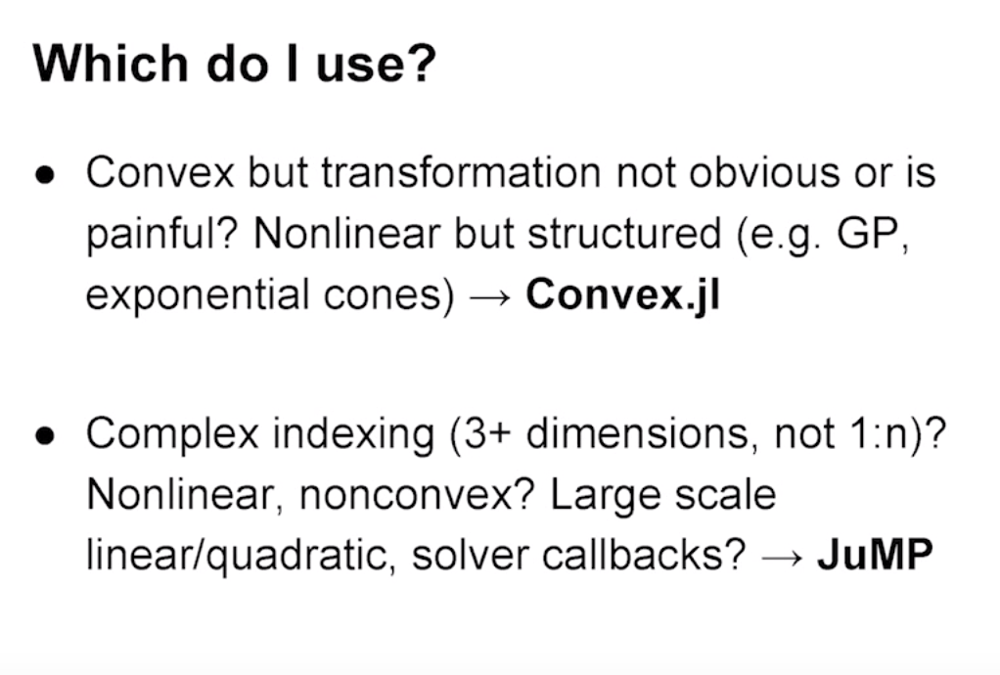 Which do I use?
● Convex but transformation not obvious or is
painful? Nonlinear but structured (e.g. GP,
exponential cones) → Convex.jl
● Complex indexing (3+ dimensions, not 1:n)?
Nonlinear, nonconvex? Large scale
linear/quadratic, solver callbacks? → JuMP